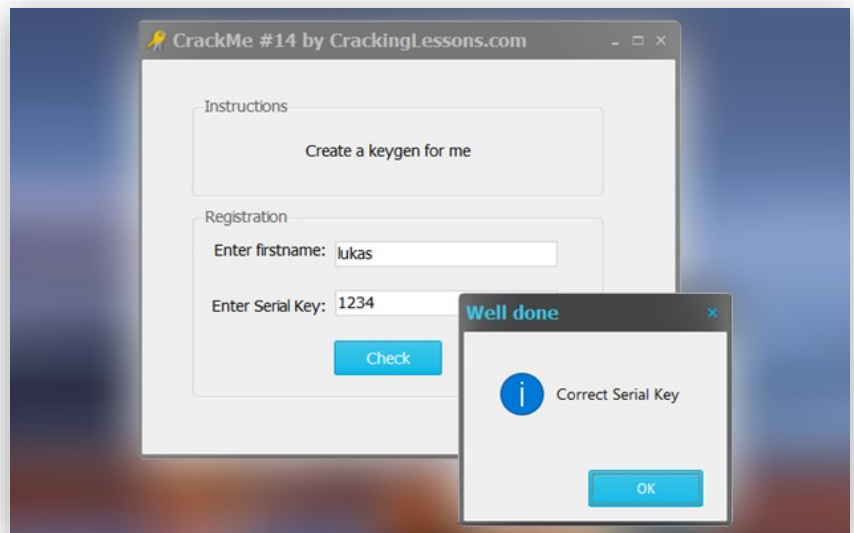 CrackMe #14 by CrackingLessons.com
Instructions
Create a keygen for me
Registration
Enter firstname: lukas
Enter Serial Key: 1234
Check
Well done
Correct Serial Key
OK